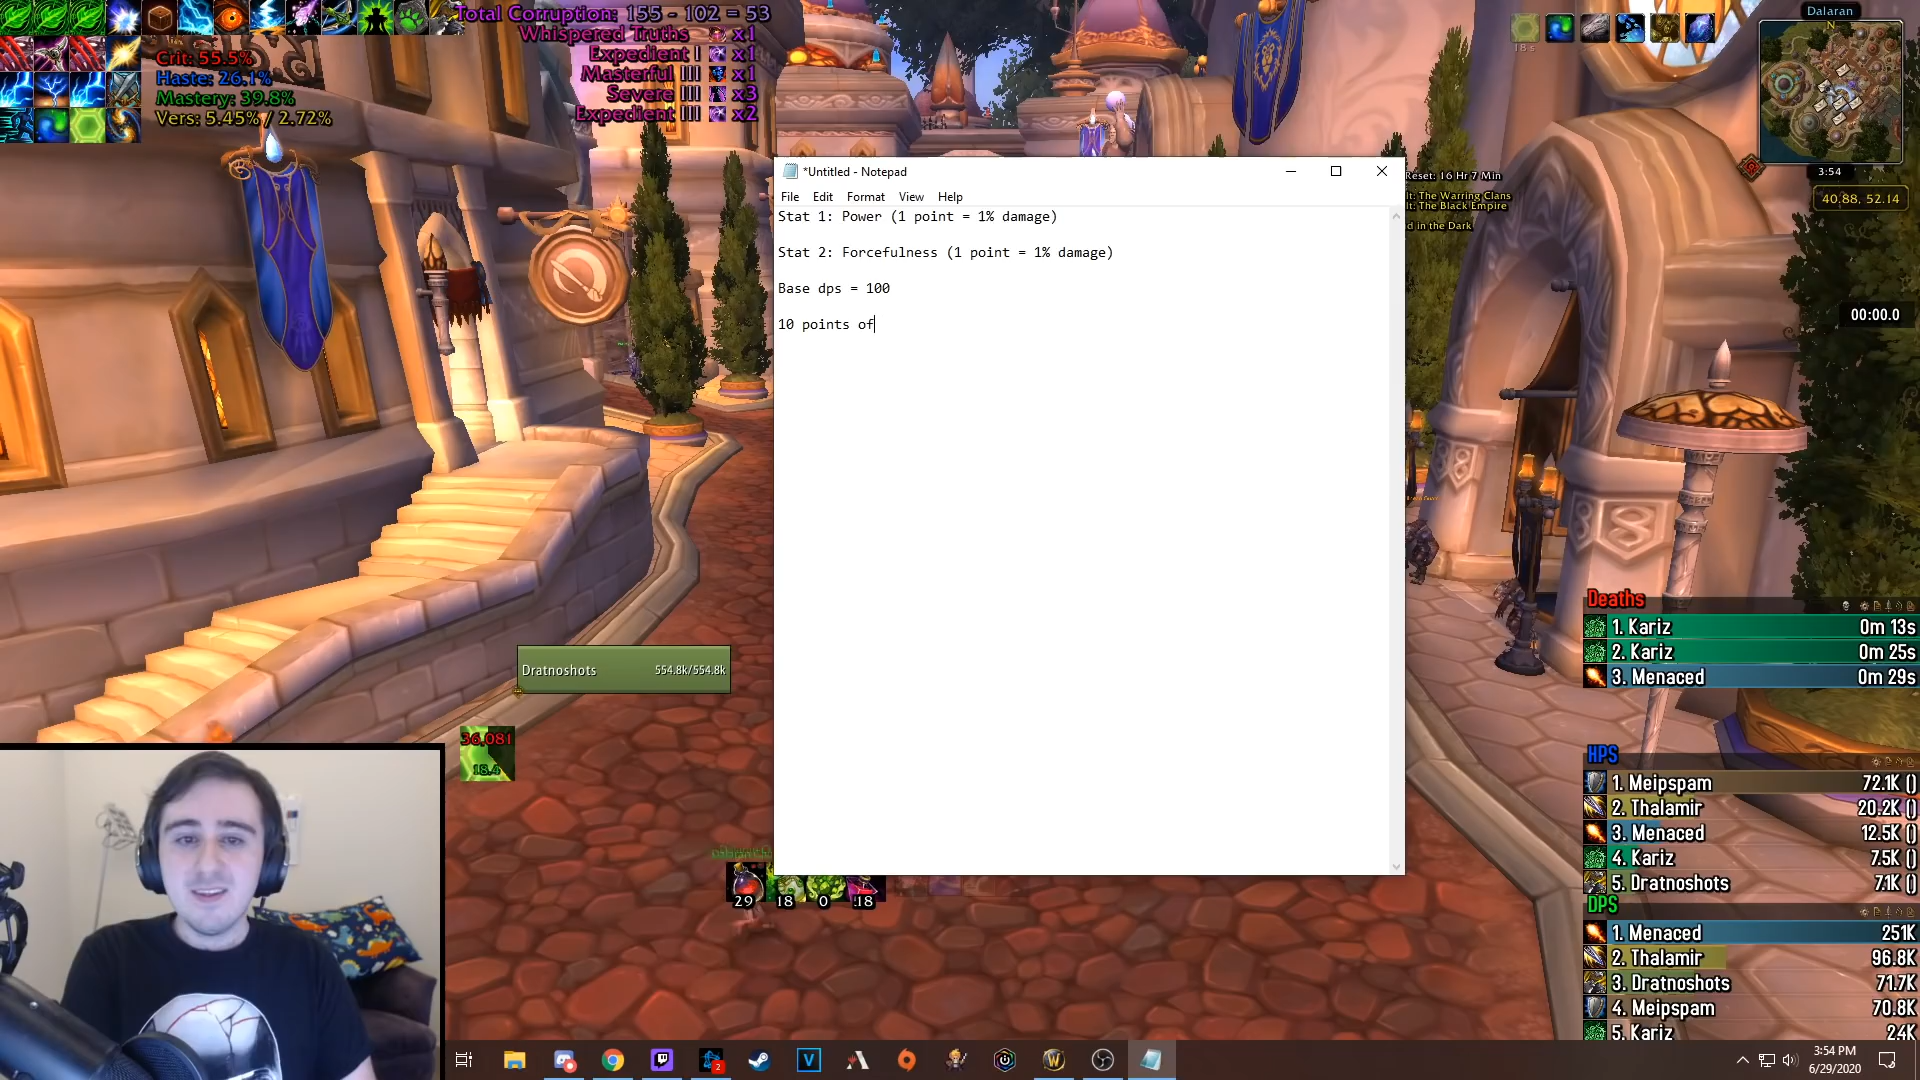 Total Corruption: 155 - 102 = 53
Whispered Truths x1
Expedient I x1
Masterful III x1
Severe III x3
Expedient III x2
Crit: 55.5%
Haste: 26.1%
Mastery: 39.8%
Vers: 5.45% / 2.72%
18 s
Dalaran
N
3:54
40.88, 52.14
Reset: 16 Hr 7 Min
lt: The Warring Clans
lt: The Black Empire
d in the Dark
00:00.0
*Untitled - Notepad
File Edit Format View Help
Stat 1: Power (1 point = 1% damage)
Stat 2: Forcefulness (1 point = 1% damage)
Base dps = 100
10 points of
Dratnoshots 554.8k/554.8k
36,081
18.4
29 18 0 18
Deaths
1. Kariz 0m 13s
2. Kariz 0m 25s
3. Menaced 0m 29s
HPS
1. Meipspam 72.1K ()
2. Thalamir 20.2K ()
3. Menaced 12.5K ()
4. Kariz 7.5K ()
5. Dratnoshots 7.1K ()
DPS
1. Menaced 251K
2. Thalamir 96.8K
3. Dratnoshots 71.7K
4. Meipspam 70.8K
5. Kariz 2.4K
2
V
W
3:54 PM
6/29/2020